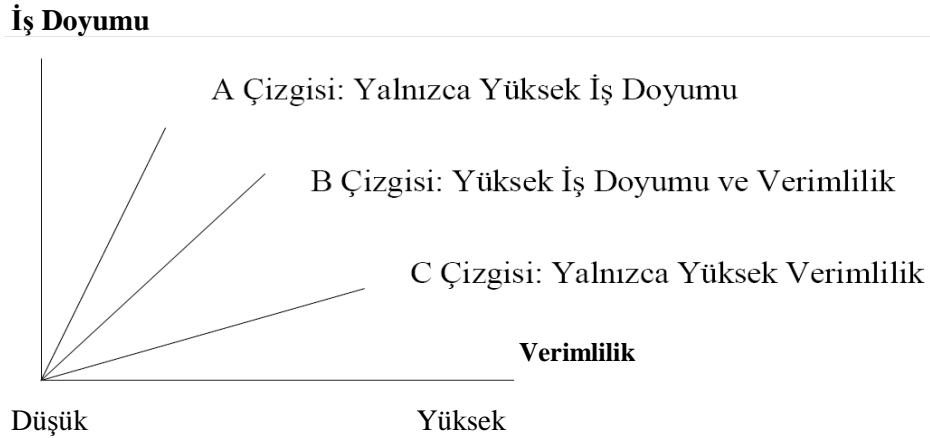 İş Doyumu
A Çizgisi: Yalnızca Yüksek İş Doyumu
B Çizgisi: Yüksek İş Doyumu ve Verimlilik
C Çizgisi: Yalnızca Yüksek Verimlilik
Verimlilik
Düşük Yüksek